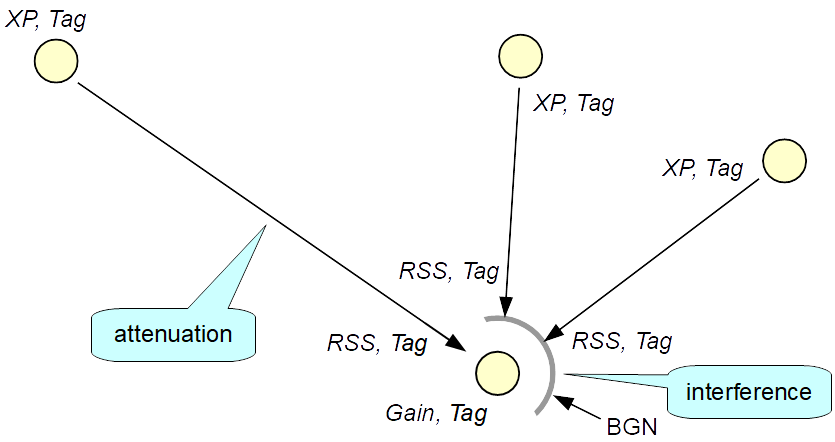 XP, Tag
XP, Tag
XP, Tag
RSS, Tag
attenuation
RSS, Tag
RSS, Tag
interference
Gain, Tag
BGN